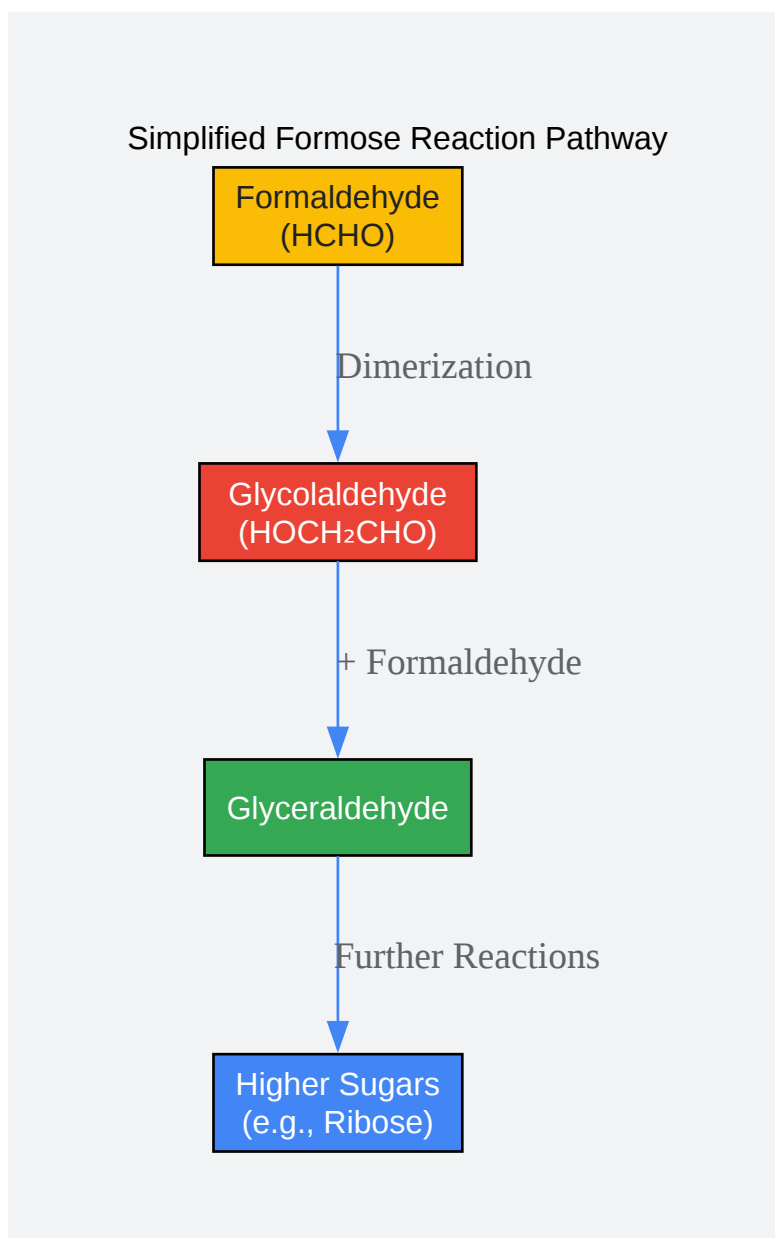 Simplified Formose Reaction Pathway
Formaldehyde
(HCHO)
Dimerization
Glycolaldehyde
(HOCH₂CHO)
+ Formaldehyde
Glyceraldehyde
Further Reactions
Higher Sugars
(e.g., Ribose)